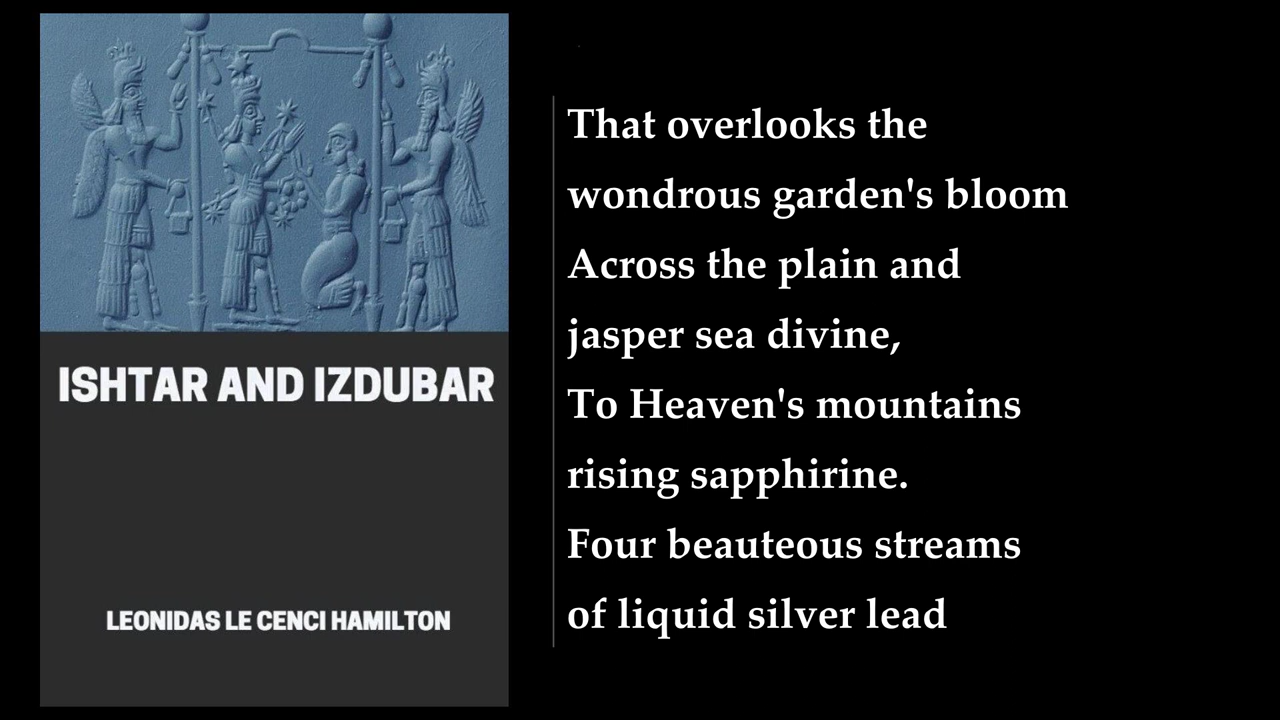 ISHTAR AND IZDUBAR
LEONIDAS LE CENCI HAMILTON
That overlooks the
wondrous garden's bloom
Across the plain and
jasper sea divine,
To Heaven's mountains
rising sapphirine.
Four beauteous streams
of liquid silver lead